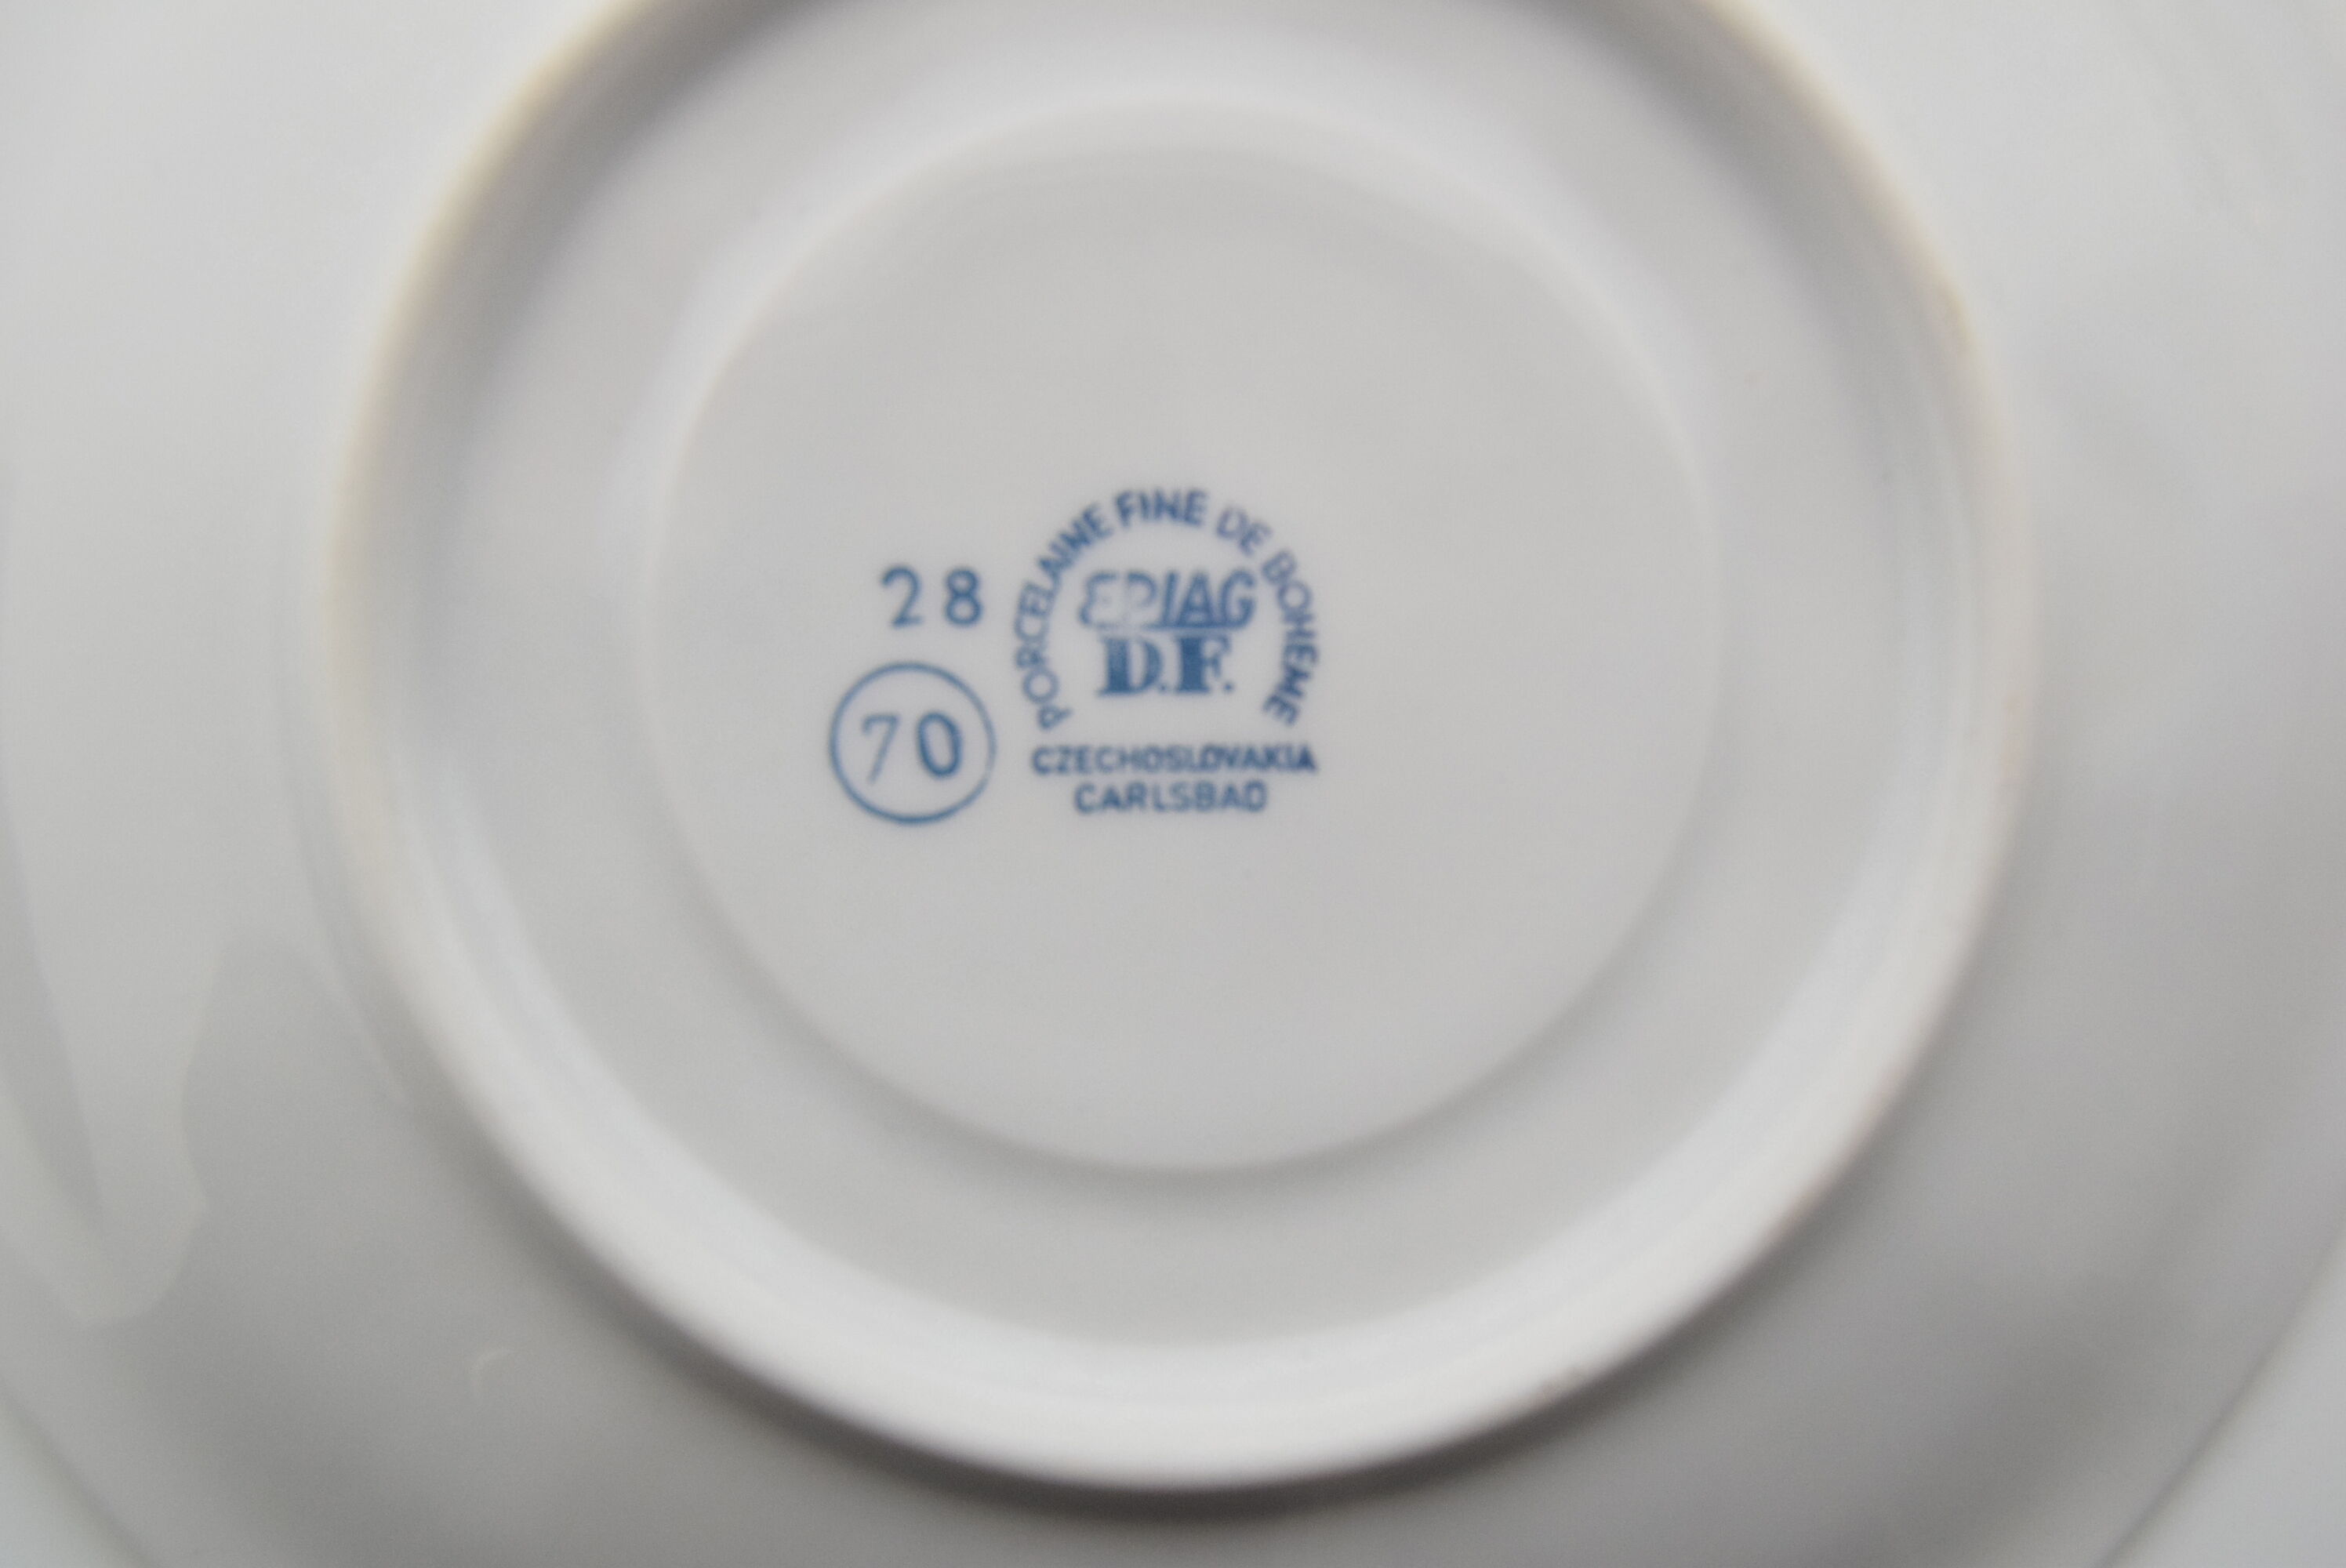 28
70
PORCELAINE FINE DE BOHEME
EPIAG
D.F.
CZECHOSLOVAKIA
CARLSBAD